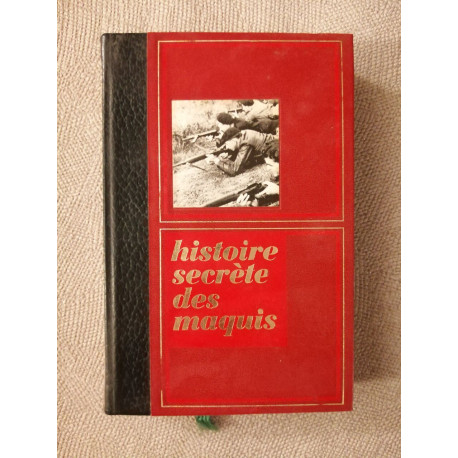 histoire
secrète
des
maquis